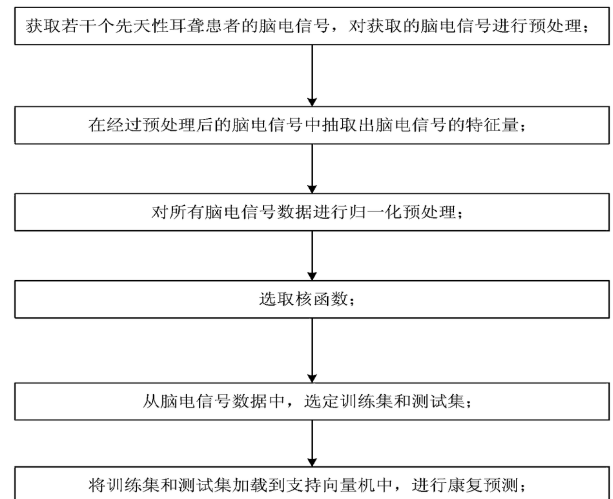 获取若干个先天性耳聋患者的脑电信号，对获取的脑电信号进行预处理；
在经过预处理后的脑电信号中抽取出脑电信号的特征量；
对所有脑电信号数据进行归一化预处理；
选取核函数；
从脑电信号数据中，选定训练集和测试集；
将训练集和测试集加载到支持向量机中，进行康复预测；